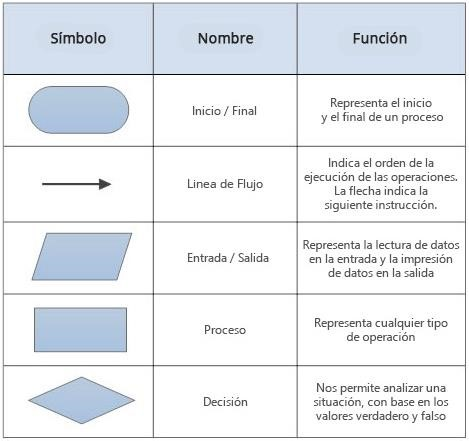 Símbolo Nombre Función
Inicio / Final
Representa el inicio
y el final de un proceso
Linea de Flujo
Indica el orden de la
ejecución de las operaciones.
La flecha indica la
siguiente instrucción.
Entrada / Salida
Representa la lectura de datos
en la entrada y la impresión
de datos en la salida
Proceso
Representa cualquier tipo
de operación
Decisión
Nos permite analizar una
situación, con base en los
valores verdadero y falso